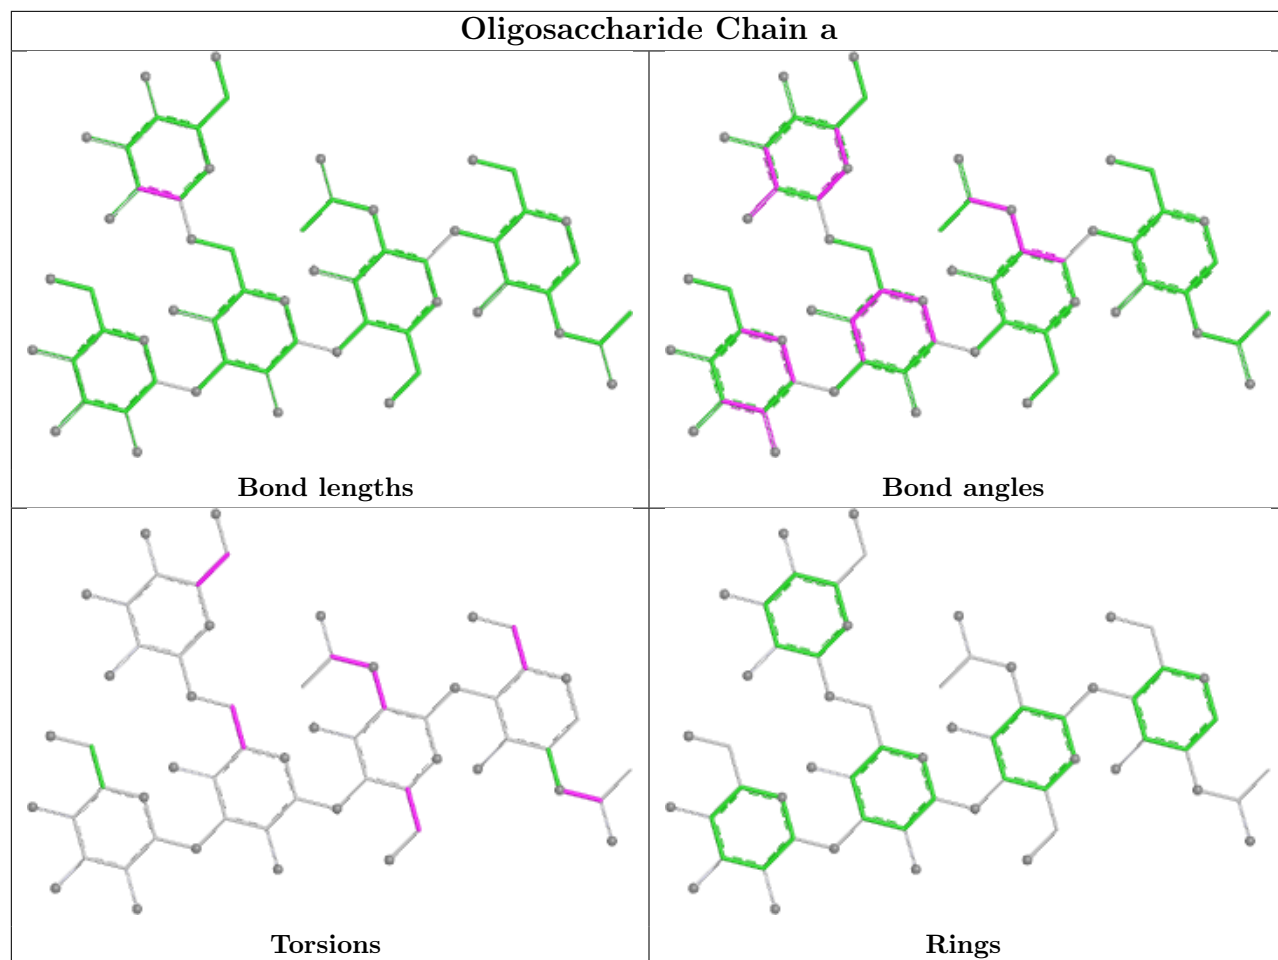 Oligosaccharide Chain a
Bond lengths
Bond angles
Torsions
Rings